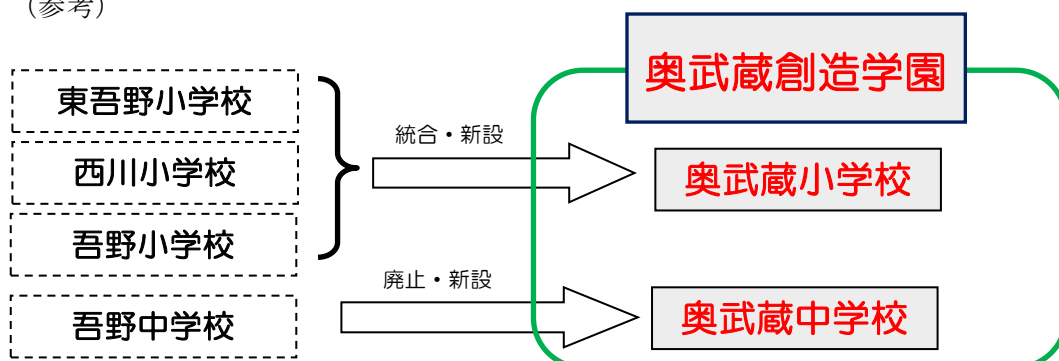 （参考）
奥武蔵創造学園
東吾野小学校
西川小学校
吾野小学校
統合・新設
奥武蔵小学校
吾野中学校
廃止・新設
奥武蔵中学校